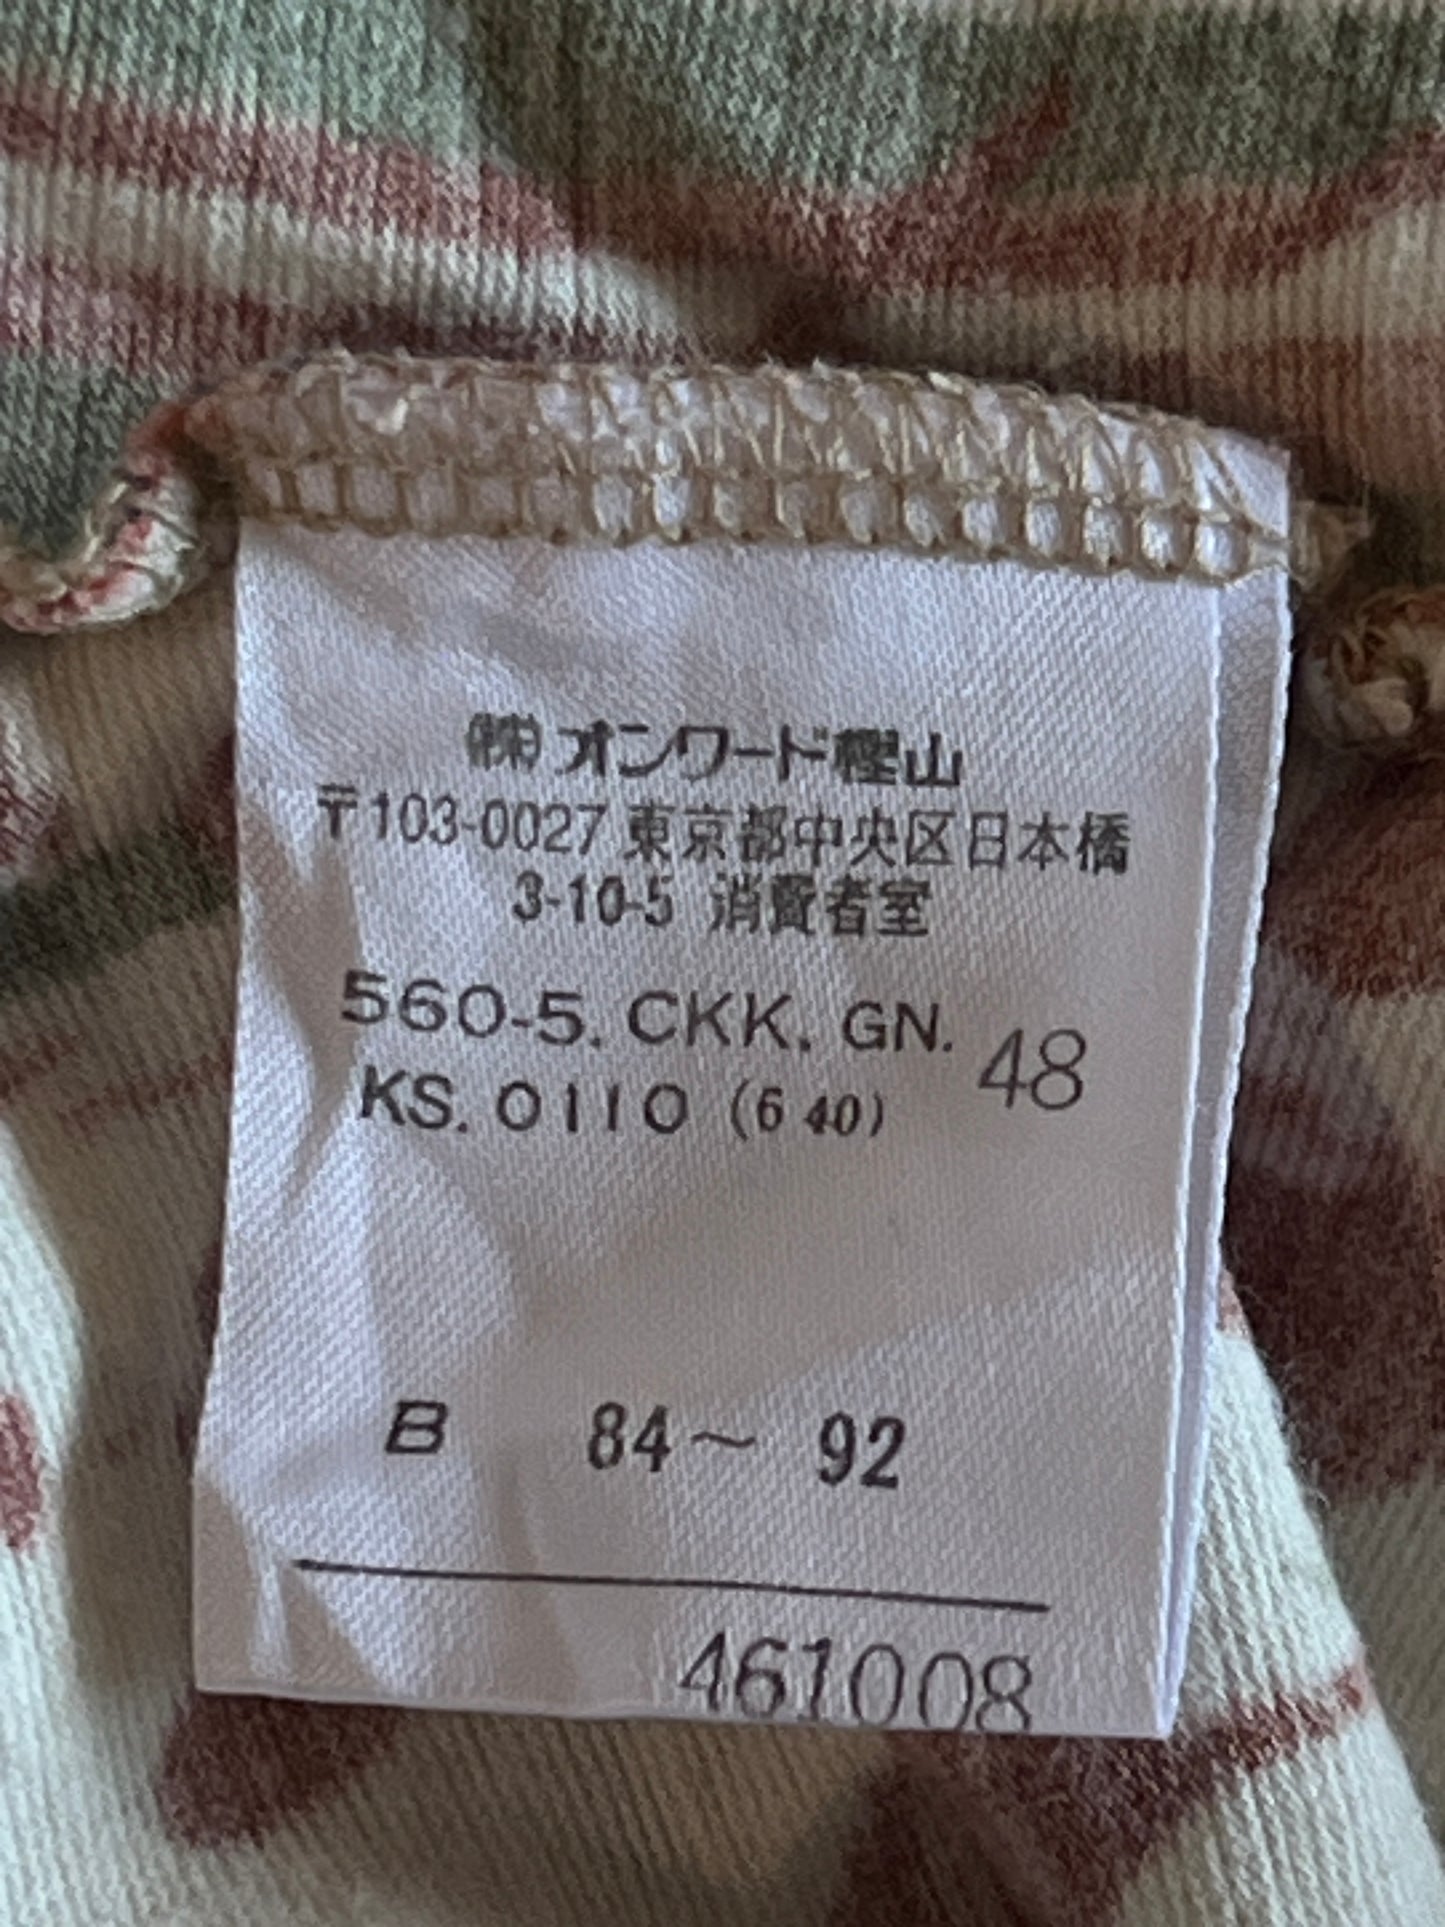 ㈱オンワード樫山
〒103-0027 東京都中央区日本橋
3-10-5 消費者室
560-5. CKK. GN. 48
KS. 0110 (6 40)
B 84～ 92
461008